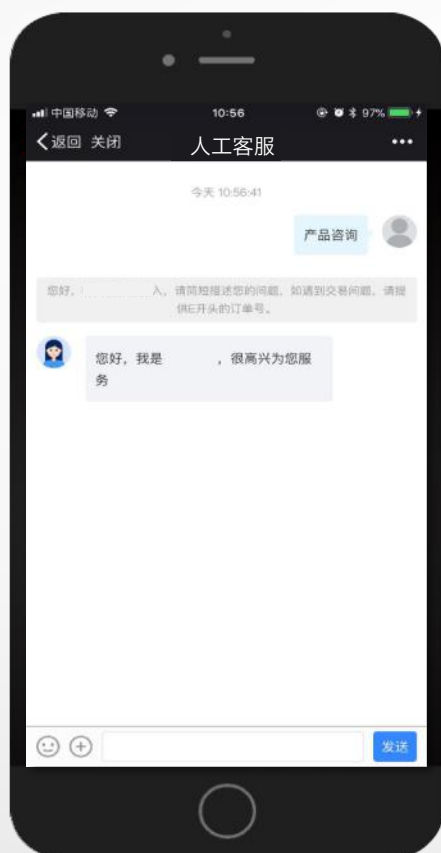 中国移动 10:56 97%
返回 关闭 人工客服
今天 10:56:41
产品咨询
您好, 入, 请简短描述您的问题, 如遇到交易问题, 请提
供E开头的订单号。
您好, 我是 , 很高兴为您服
务
发送